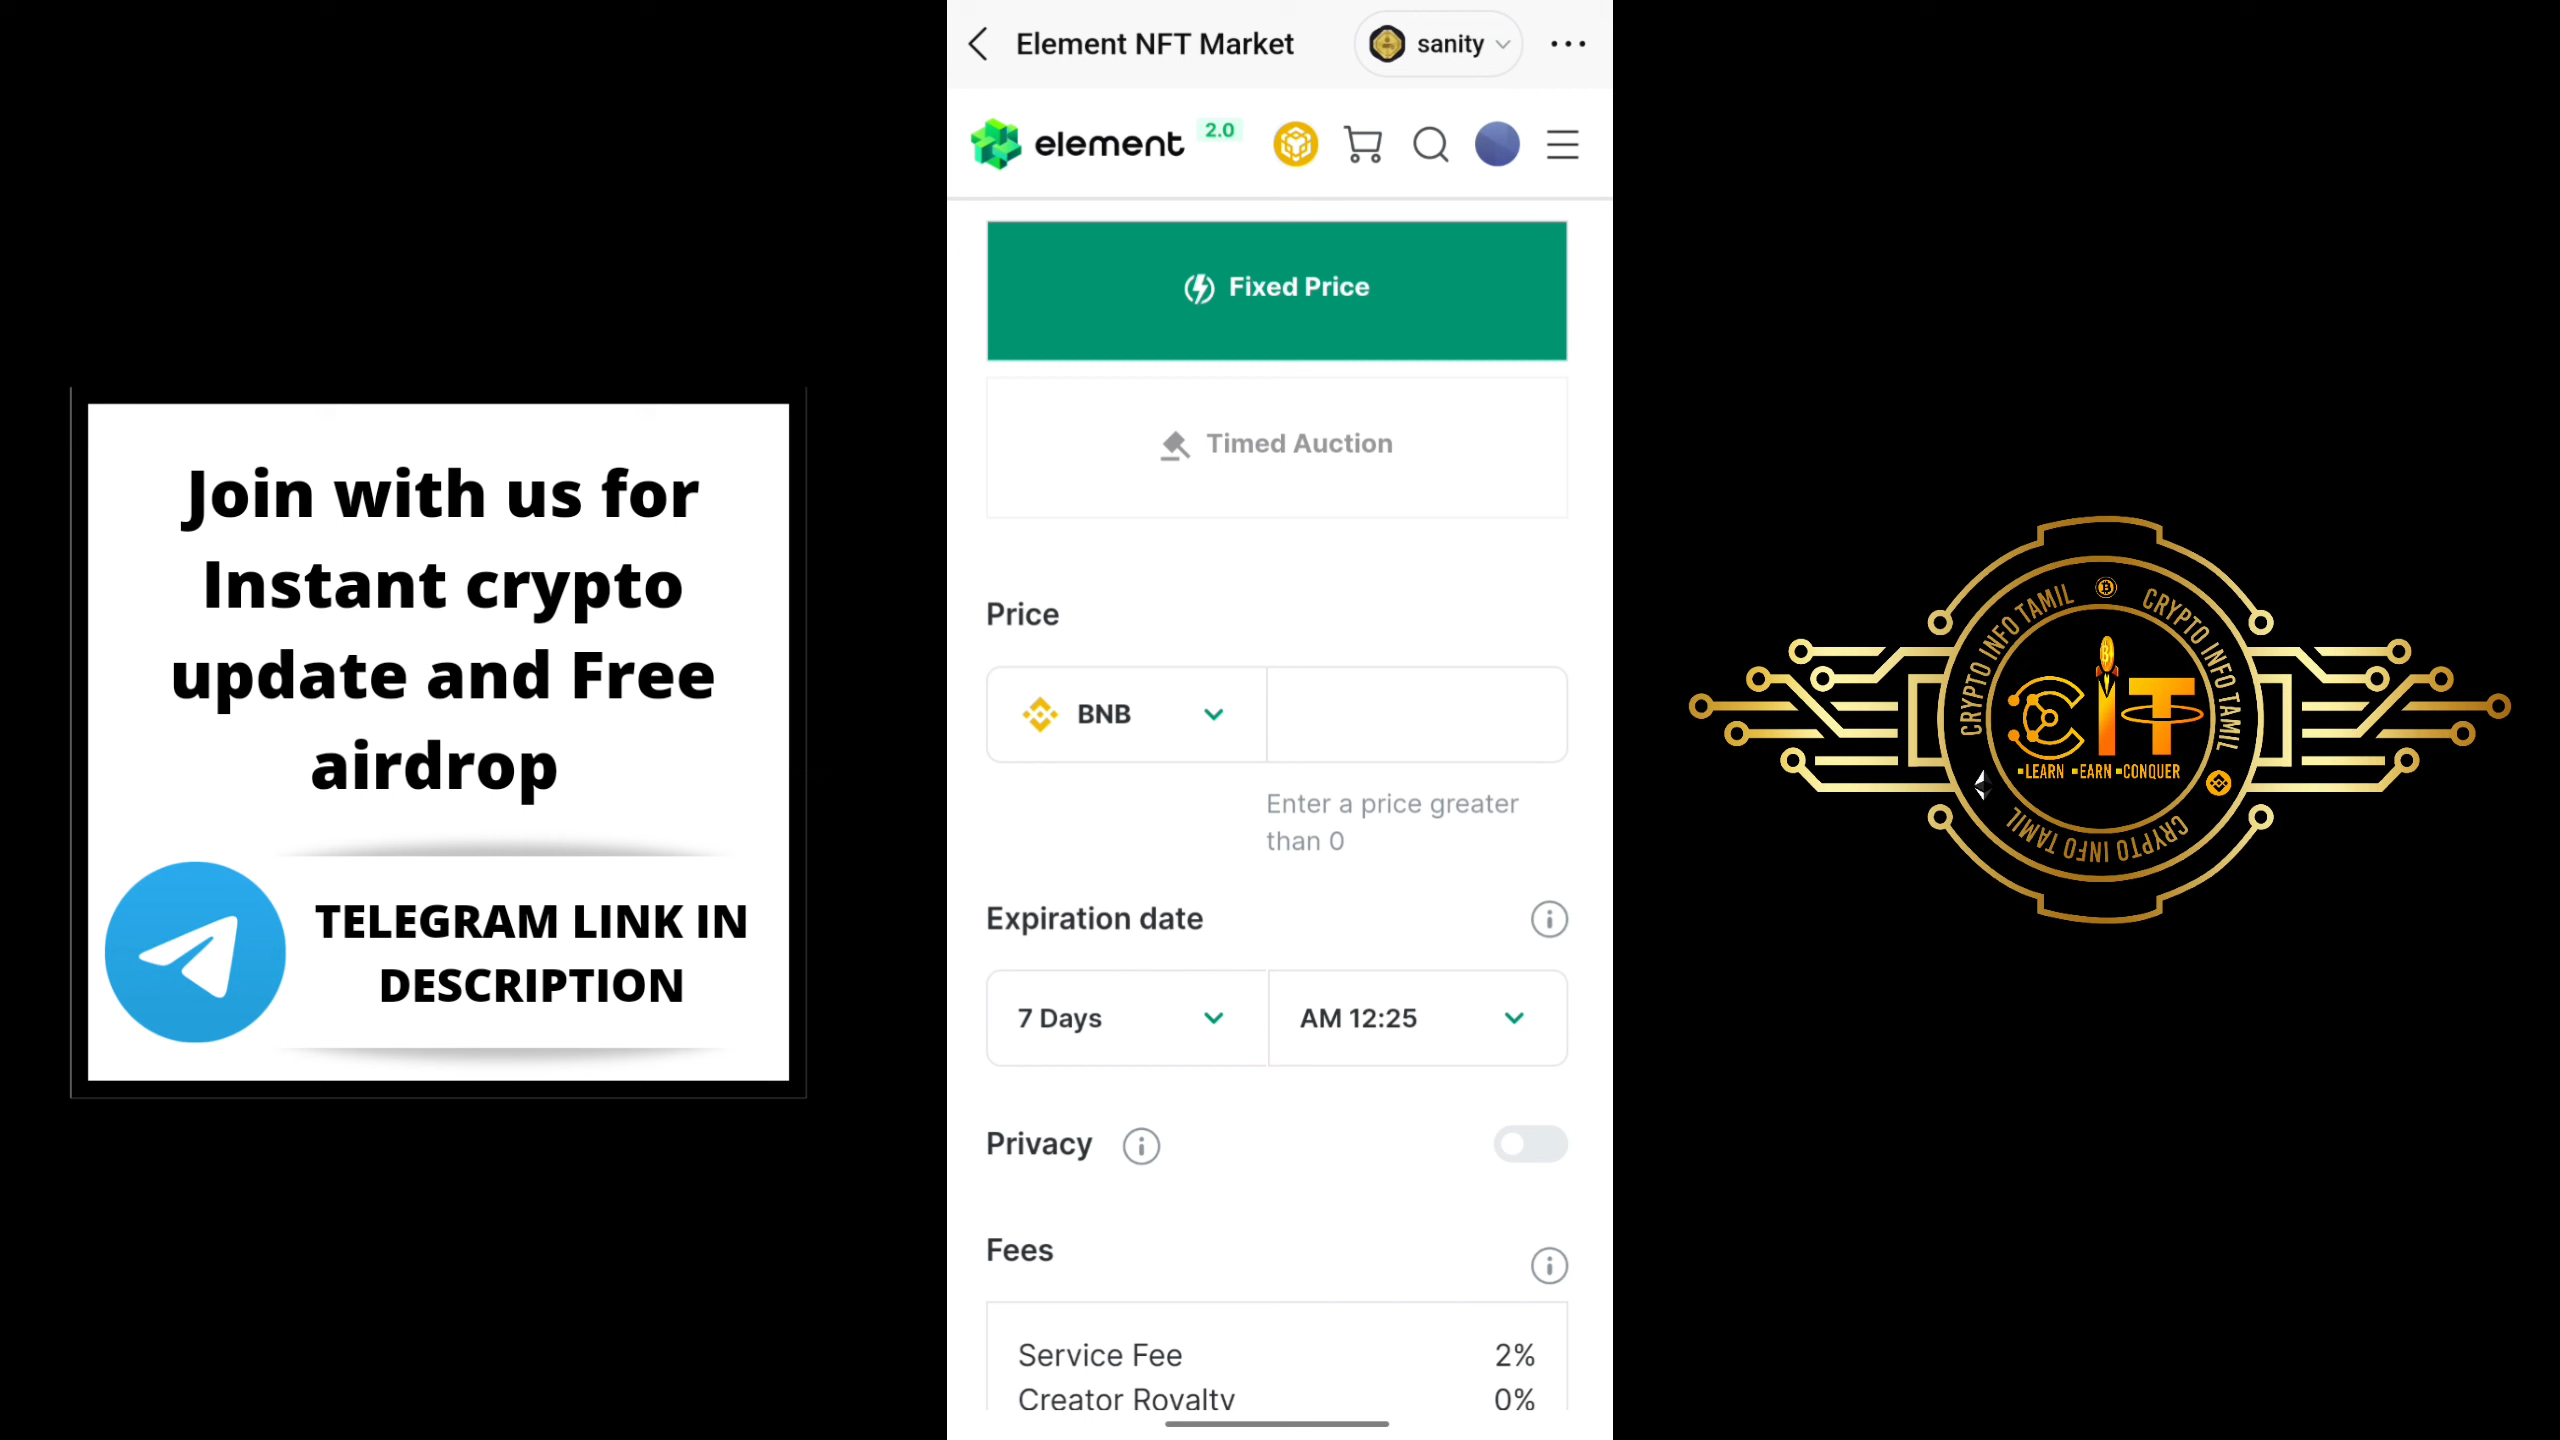 Join with us for
Instant crypto
update and Free
airdrop
TELEGRAM LINK IN
DESCRIPTION
Element NFT Market
sanity
element 2.0
Fixed Price
Timed Auction
Price
BNB
Enter a price greater
than 0
Expiration date
7 Days
AM 12:25
Privacy
Fees
Service Fee 2%
Creator Royalty 0%
CRYPTO INFO TAMIL
CRYPTO INFO TAMIL
CIT
▪LEARN ▪EARN ▪CONQUER
CRYPTO INFO TAMIL